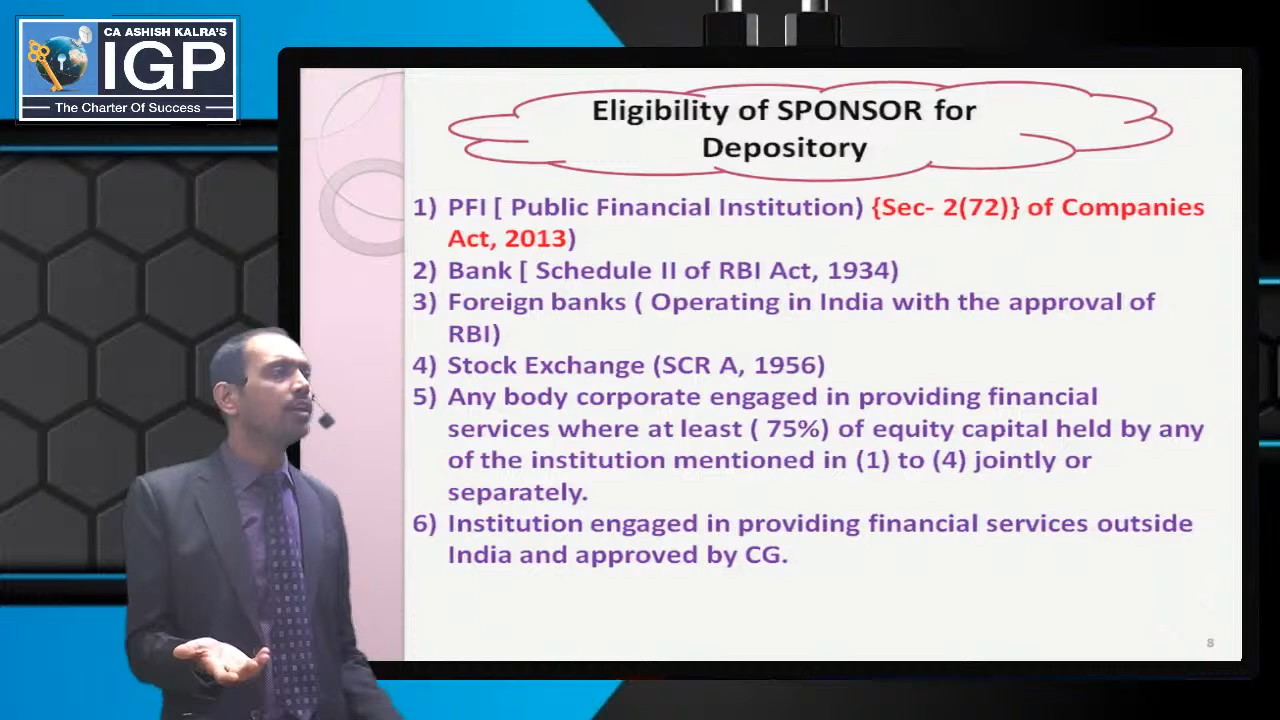 CA ASHISH KALRA'S
IGP
The Charter Of Success
Eligibility of SPONSOR for
Depository
1) PFI [ Public Financial Institution) {Sec- 2(72)} of Companies
Act, 2013)
2) Bank [ Schedule II of RBI Act, 1934)
3) Foreign banks ( Operating in India with the approval of
RBI)
4) Stock Exchange (SCR A, 1956)
5) Any body corporate engaged in providing financial
services where at least ( 75%) of equity capital held by any
of the institution mentioned in (1) to (4) jointly or
separately.
6) Institution engaged in providing financial services outside
India and approved by CG.
8